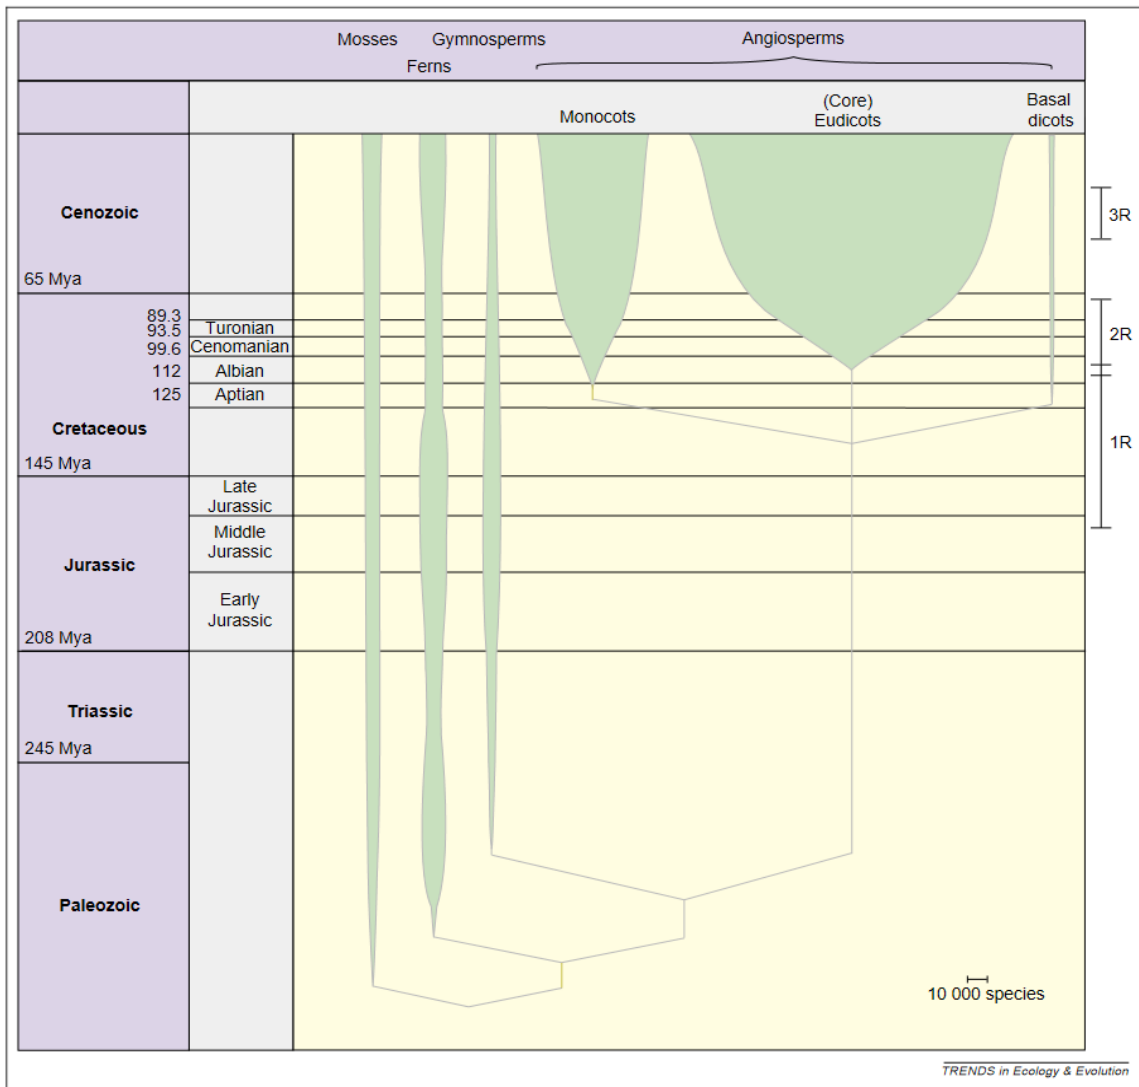 Mosses
Gymnosperms
Angiosperms
Ferns
Monocots
(Core)
Eudicots
Basal
dicots
Cenozoic
65 Mya
3R
89.3
93.5
Turonian
2R
99.6
Cenomanian
112
Albian
125
Aptian
Cretaceous
145 Mya
1R
Late
Jurassic
Middle
Jurassic
Jurassic
Early
Jurassic
208 Mya
Triassic
245 Mya
Paleozoic
10 000 species
TRENDS in Ecology & Evolution